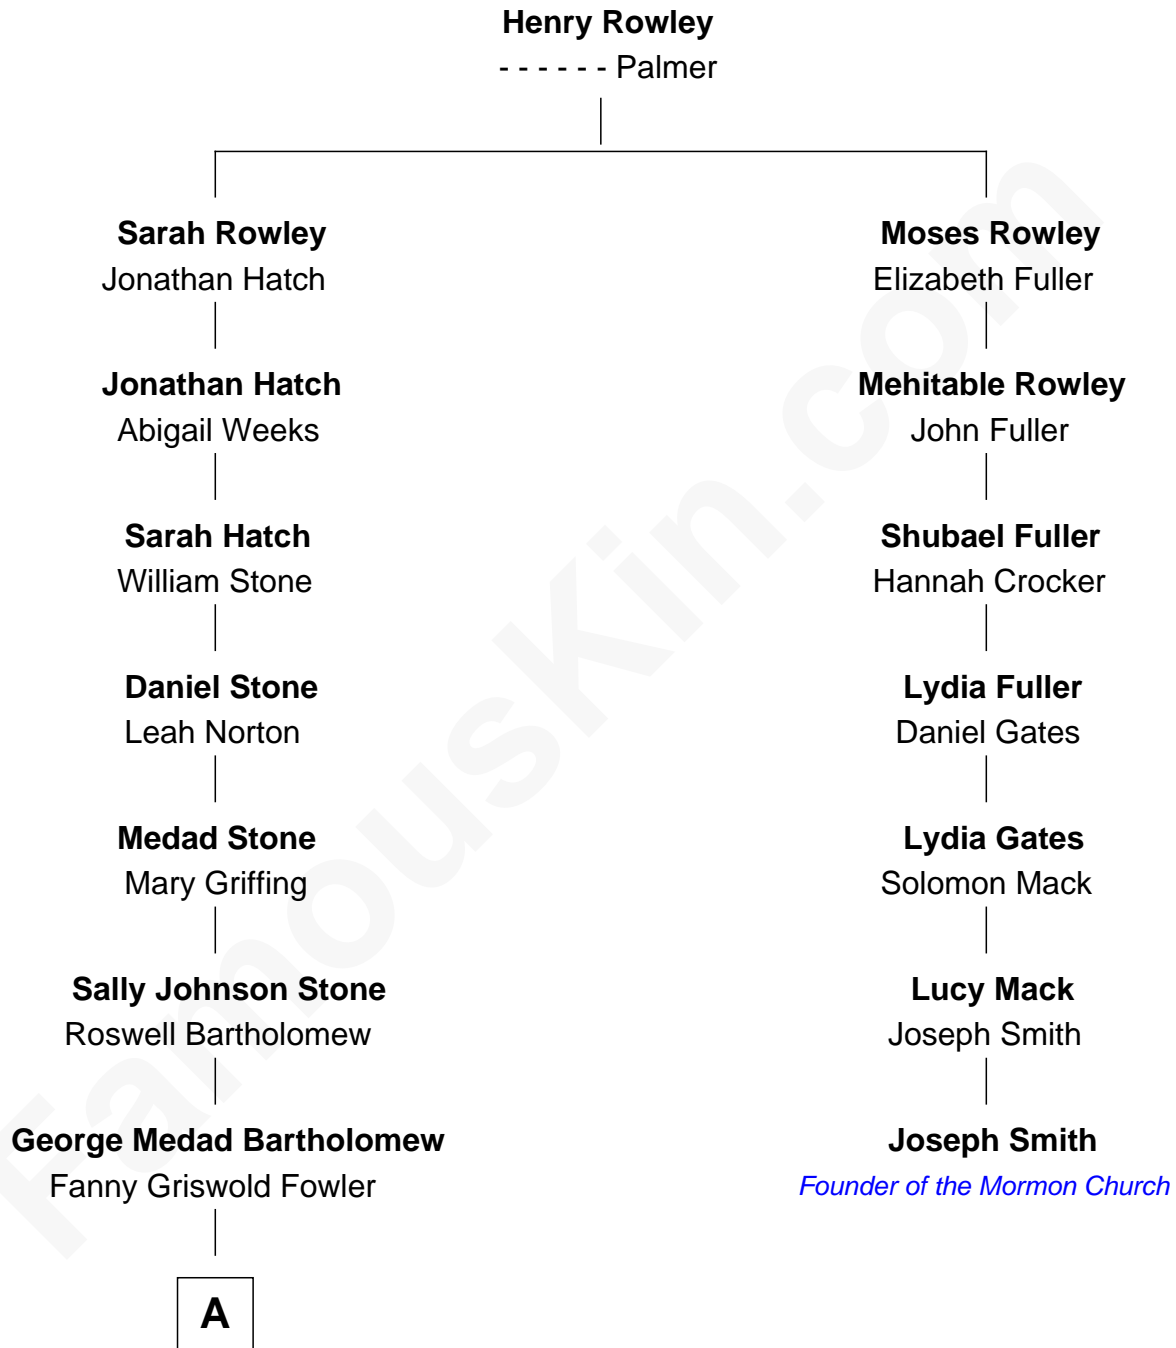 Henry Rowley
- - - - - - Palmer
Sarah Rowley
Jonathan Hatch
Moses Rowley
Elizabeth Fuller
Jonathan Hatch
Abigail Weeks
Mehitable Rowley
John Fuller
Sarah Hatch
William Stone
Shubael Fuller
Hannah Crocker
Daniel Stone
Leah Norton
Lydia Fuller
Daniel Gates
Medad Stone
Mary Griffing
Lydia Gates
Solomon Mack
Sally Johnson Stone
Roswell Bartholomew
Lucy Mack
Joseph Smith
George Medad Bartholomew
Fanny Griswold Fowler
Joseph Smith
Founder of the Mormon Church
A
FamousKin.com